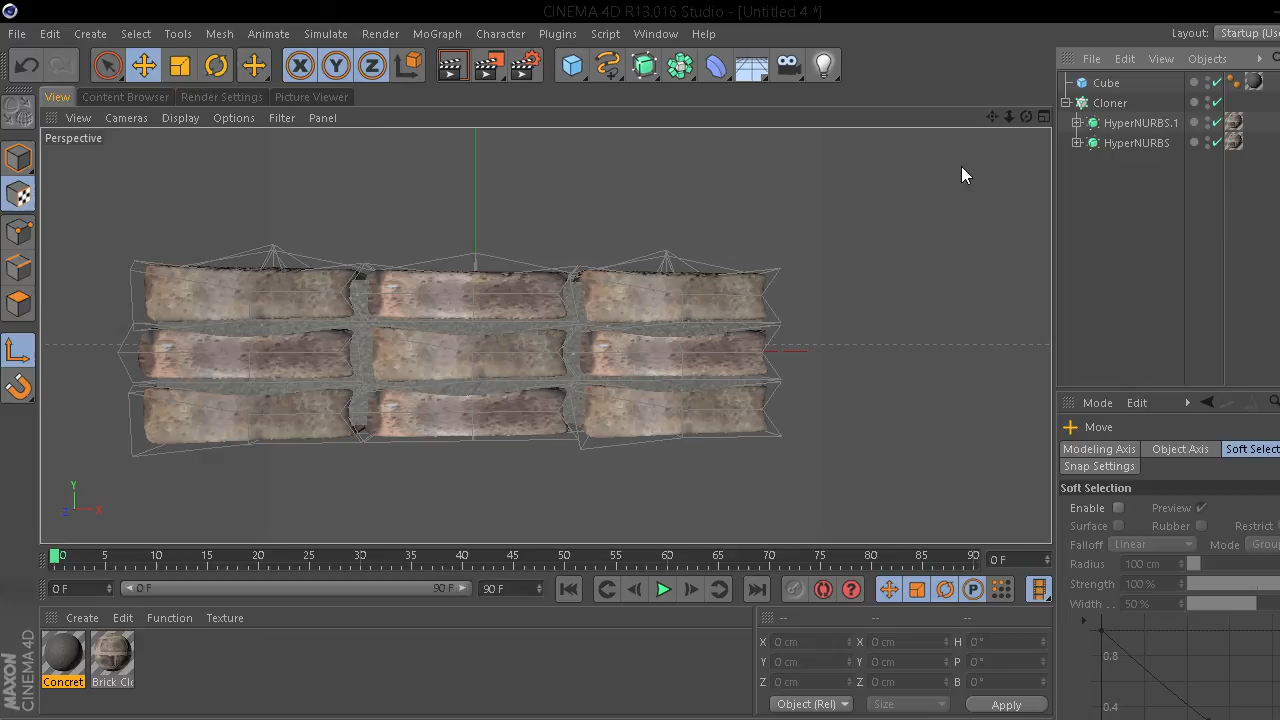 CINEMA 4D R13.016 Studio - [Untitled 4 *]
File Edit Create Select Tools Mesh Animate Simulate Render MoGraph Character Plugins Script Window Help Layout: Startup (Use
View Content Browser Render Settings Picture Viewer
File Edit View Objects
View Cameras Display Options Filter Panel
Perspective
Cube
Cloner
HyperNURBS.1
HyperNURBS
Y
X
Z
Mode Edit
Move
Modeling Axis Object Axis Soft Select
Snap Settings
Soft Selection
Enable Preview
Surface Rubber Restrict
Falloff Linear Mode Group
Radius 100 cm
Strength 100 %
Width . . 50 %
0.8
0.4
0 5 10 15 20 25 30 35 40 45 50 55 60 65 70 75 80 85 90 0 F
0 F 0 F 90 F 90 F
Create Edit Function Texture
Concret Brick Clo
-- -- --
X 0 cm X 0 cm H 0 °
Y 0 cm Y 0 cm P 0 °
Z 0 cm Z 0 cm B 0 °
Object (Rel) Size Apply
MAXON
CINEMA 4D